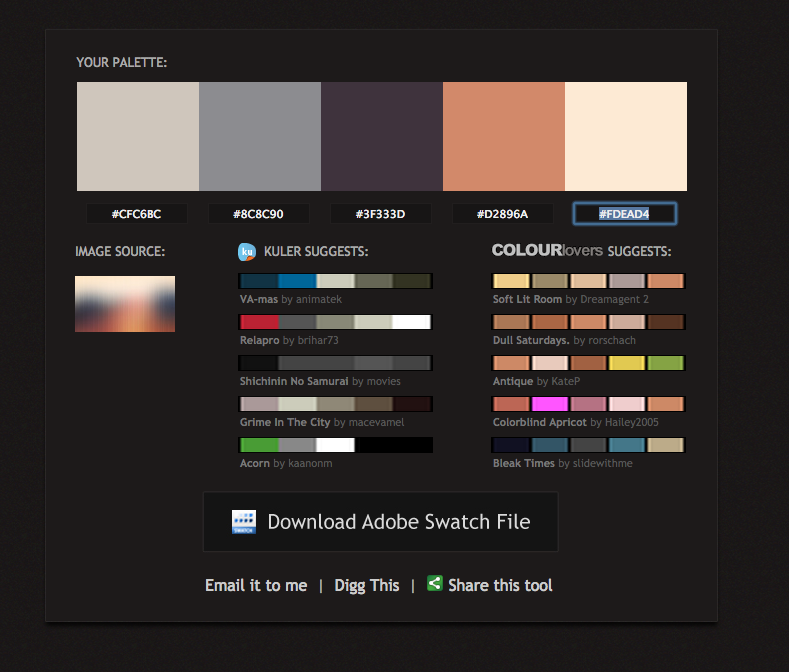 YOUR PALETTE:
#CFC6BC #8C8C90 #3F333D #D2896A #FDEAD4
IMAGE SOURCE:
ku KULER SUGGESTS:
VA-mas by animatek
Relapro by brihar73
Shichinin No Samurai by movies
Grime In The City by macevamel
Acorn by kaanonm
COLOURlovers SUGGESTS:
Soft Lit Room by Dreamagent 2
Dull Saturdays. by rorschach
Antique by KateP
Colorblind Apricot by Hailey2005
Bleak Times by slidewithme
Download Adobe Swatch File
Email it to me | Digg This | Share this tool